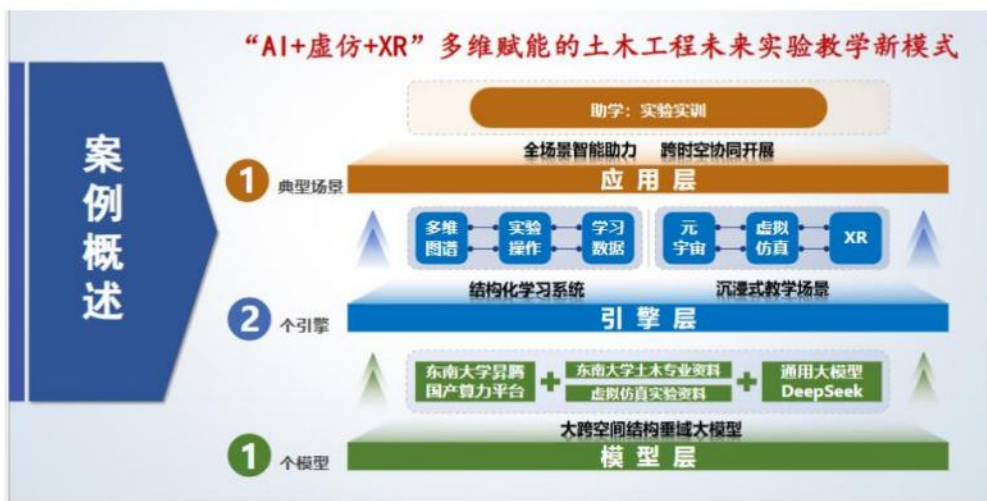 “AI+虚仿+XR”多维赋能的土木工程未来实验教学新模式
案例概述
助学：实验实训
全场景智能助力 跨时空协同开展
1 典型场景
应用层
多维图谱
实验操作
学习数据
元宇宙
虚拟仿真
XR
结构化学习系统
沉浸式教学场景
2 个引擎
引擎层
东南大学昇腾
国产算力平台
+
东南大学土木专业资料
虚拟仿真实验资料
+
通用大模型
DeepSeek
大跨空间结构垂域大模型
1 个模型
模型层